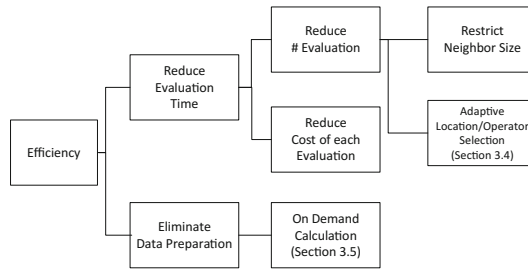 Efficiency
Reduce
Evaluation
Time
Eliminate
Data Preparation
Reduce
# Evaluation
Reduce
Cost of each
Evaluation
On Demand
Calculation
(Section 3.5)
Restrict
Neighbor Size
Adaptive
Location/Operator
Selection
(Section 3.4)